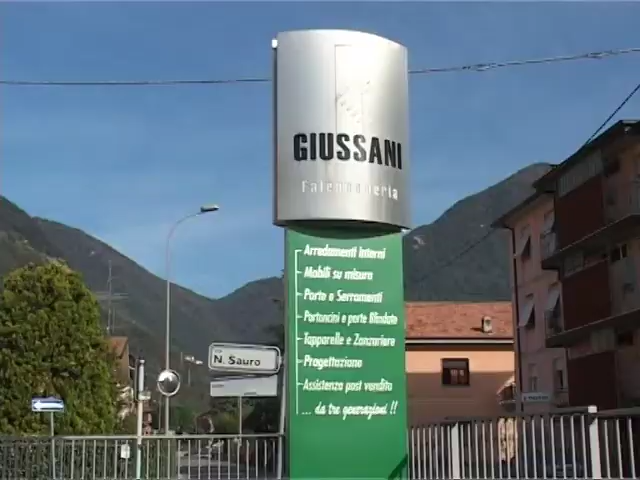 GIUSSANI
Falegnameria
Arredamenti Interni
Mobili su misura
Porte e Serramenti
Portoncini e porte Blindate
Tapparelle e Zanzariere
Progettazione
Assistenza post vendita
... da tre generazioni !!
N. Sauro